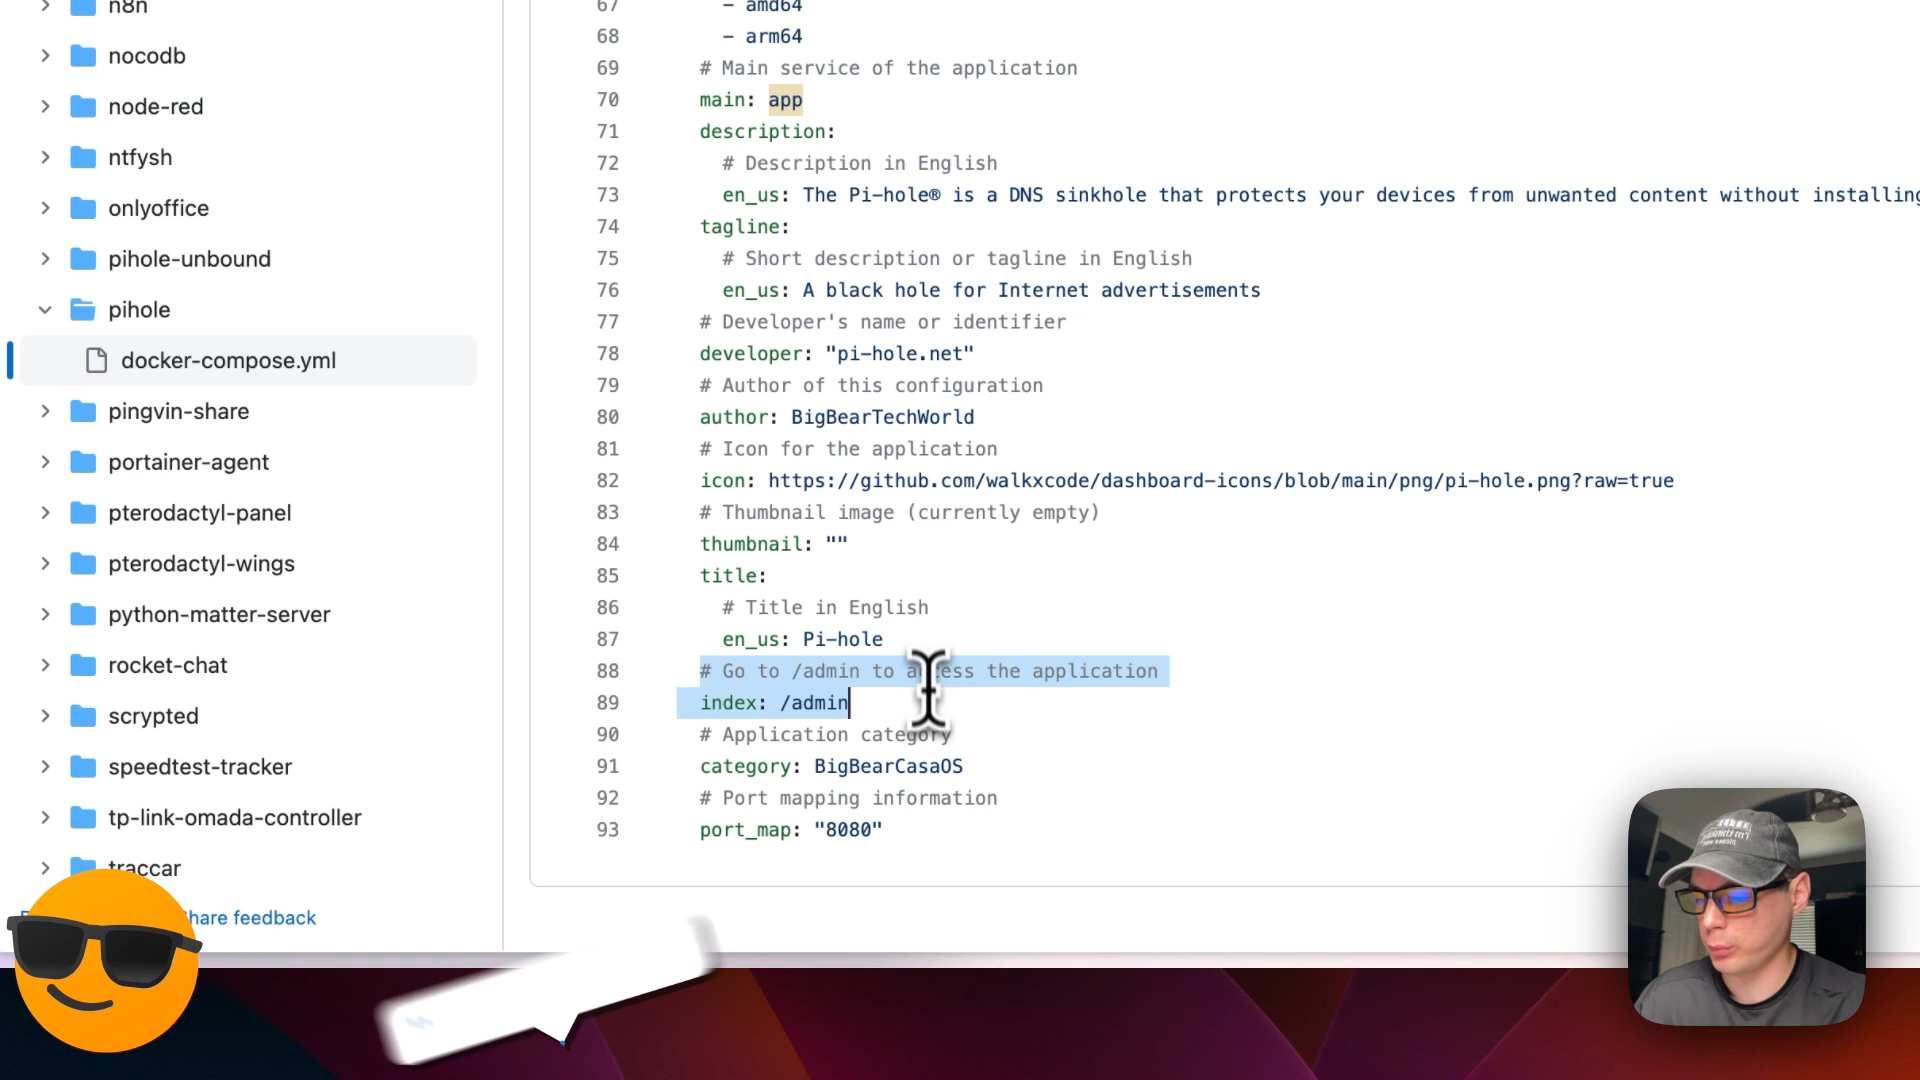 n8n
nocodb
node-red
ntfysh
onlyoffice
pihole-unbound
pihole
docker-compose.yml
pingvin-share
portainer-agent
pterodactyl-panel
pterodactyl-wings
python-matter-server
rocket-chat
scrypted
speedtest-tracker
tp-link-omada-controller
traccar
share feedback
67 - amd64
68 - arm64
69 # Main service of the application
70 main: app
71 description:
72 # Description in English
73 en_us: The Pi-hole® is a DNS sinkhole that protects your devices from unwanted content without installing
74 tagline:
75 # Short description or tagline in English
76 en_us: A black hole for Internet advertisements
77 # Developer's name or identifier
78 developer: "pi-hole.net"
79 # Author of this configuration
80 author: BigBearTechWorld
81 # Icon for the application
82 icon: https://github.com/walkxcode/dashboard-icons/blob/main/png/pi-hole.png?raw=true
83 # Thumbnail image (currently empty)
84 thumbnail: ""
85 title:
86 # Title in English
87 en_us: Pi-hole
88 # Go to /admin to access the application
89 index: /admin
90 # Application category
91 category: BigBearCasaOS
92 # Port mapping information
93 port_map: "8080"